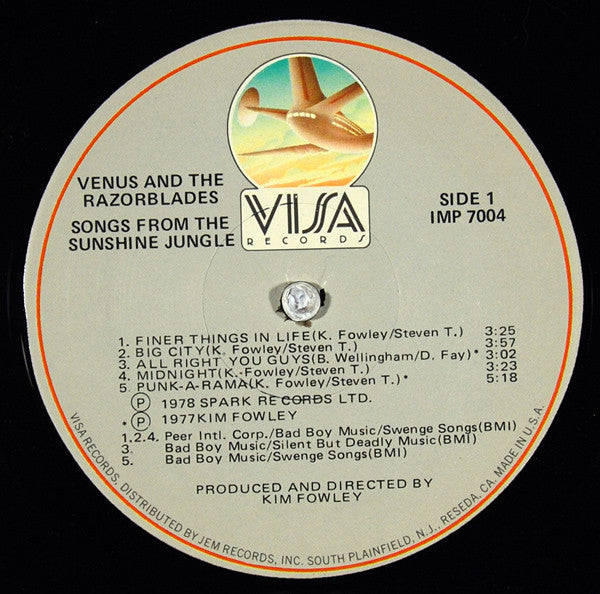 VENUS AND THE
RAZORBLADES
SONGS FROM THE
SUNSHINE JUNGLE
VISA
RECORDS
SIDE 1
IMP 7004
1. FINER THINGS IN LIFE(K. Fowley/Steven T.) 3:25
2. BIG CITY(K. Fowley/Steven T.) 3:57
3. ALL RIGHT YOU GUYS(B. Wellingham/D. Fay)* 3:02
4. MIDNIGHT(K. Fowley/Steven T.) 3:23
5. PUNK-A-RAMA(K. Fowley/Steven T.)* 5:18
Ⓟ 1978 SPARK RECORDS LTD.
*Ⓟ 1977 KIM FOWLEY
1.2.4. Peer Intl. Corp./Bad Boy Music/Swenge Songs(BMI)
3. Bad Boy Music/Silent But Deadly Music(BMI)
5. Bad Boy Music/Swenge Songs(BMI)
PRODUCED AND DIRECTED BY
KIM FOWLEY
VISA RECORDS, DISTRIBUTED BY JEM RECORDS, INC. SOUTH PLAINFIELD, N.J., RESEDA, CA. MADE IN U.S.A.